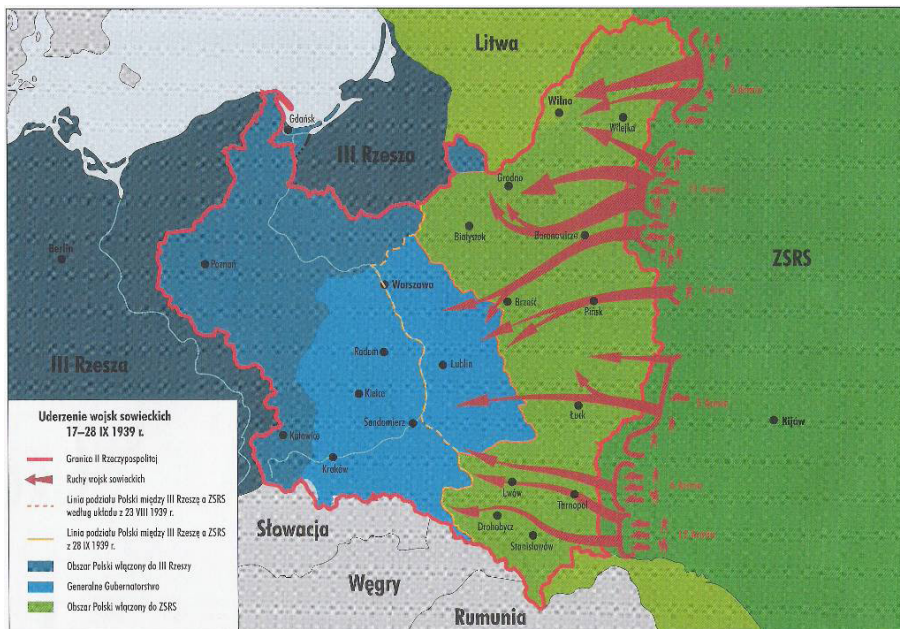 Litwa
Wilno
Wilejka
Gdańsk
III Rzesza
Grodno
Białystok
Baranowicze
ZSRS
Berlin
Poznań
Warszawa
Brześć
Pińsk
III Rzesza
Radom
Lublin
Kielce
Łuck
Kijów
Sandomierz
Katowice
Kraków
Lwów
Tarnopol
Drohobycz
Stanisławów
Słowacja
Węgry
Rumunia
Uderzenie wojsk sowieckich
17–28 IX 1939 r.
Granica II Rzeczypospolitej
Ruchy wojsk sowieckich
Linia podziału Polski między III Rzeszę a ZSRS
według układu z 23 VIII 1939 r.
Linia podziału Polski między III Rzeszę a ZSRS
z 28 IX 1939 r.
Obszar Polski włączony do III Rzeszy
Generalne Gubernatorstwo
Obszar Polski włączony do ZSRS